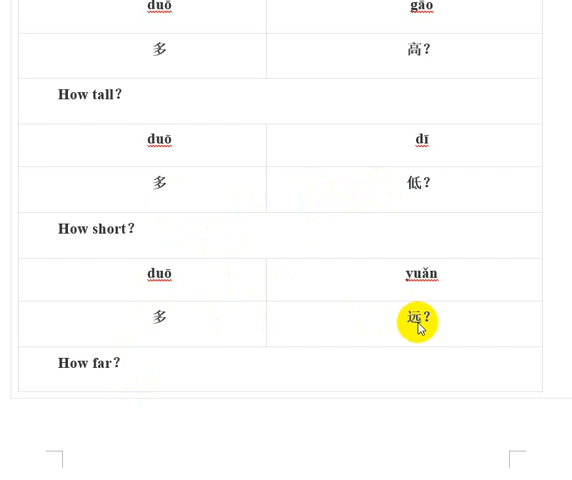 duō gāo
多 高？
How tall？
duō dī
多 低？
How short？
duō yuǎn
多 远？
How far？